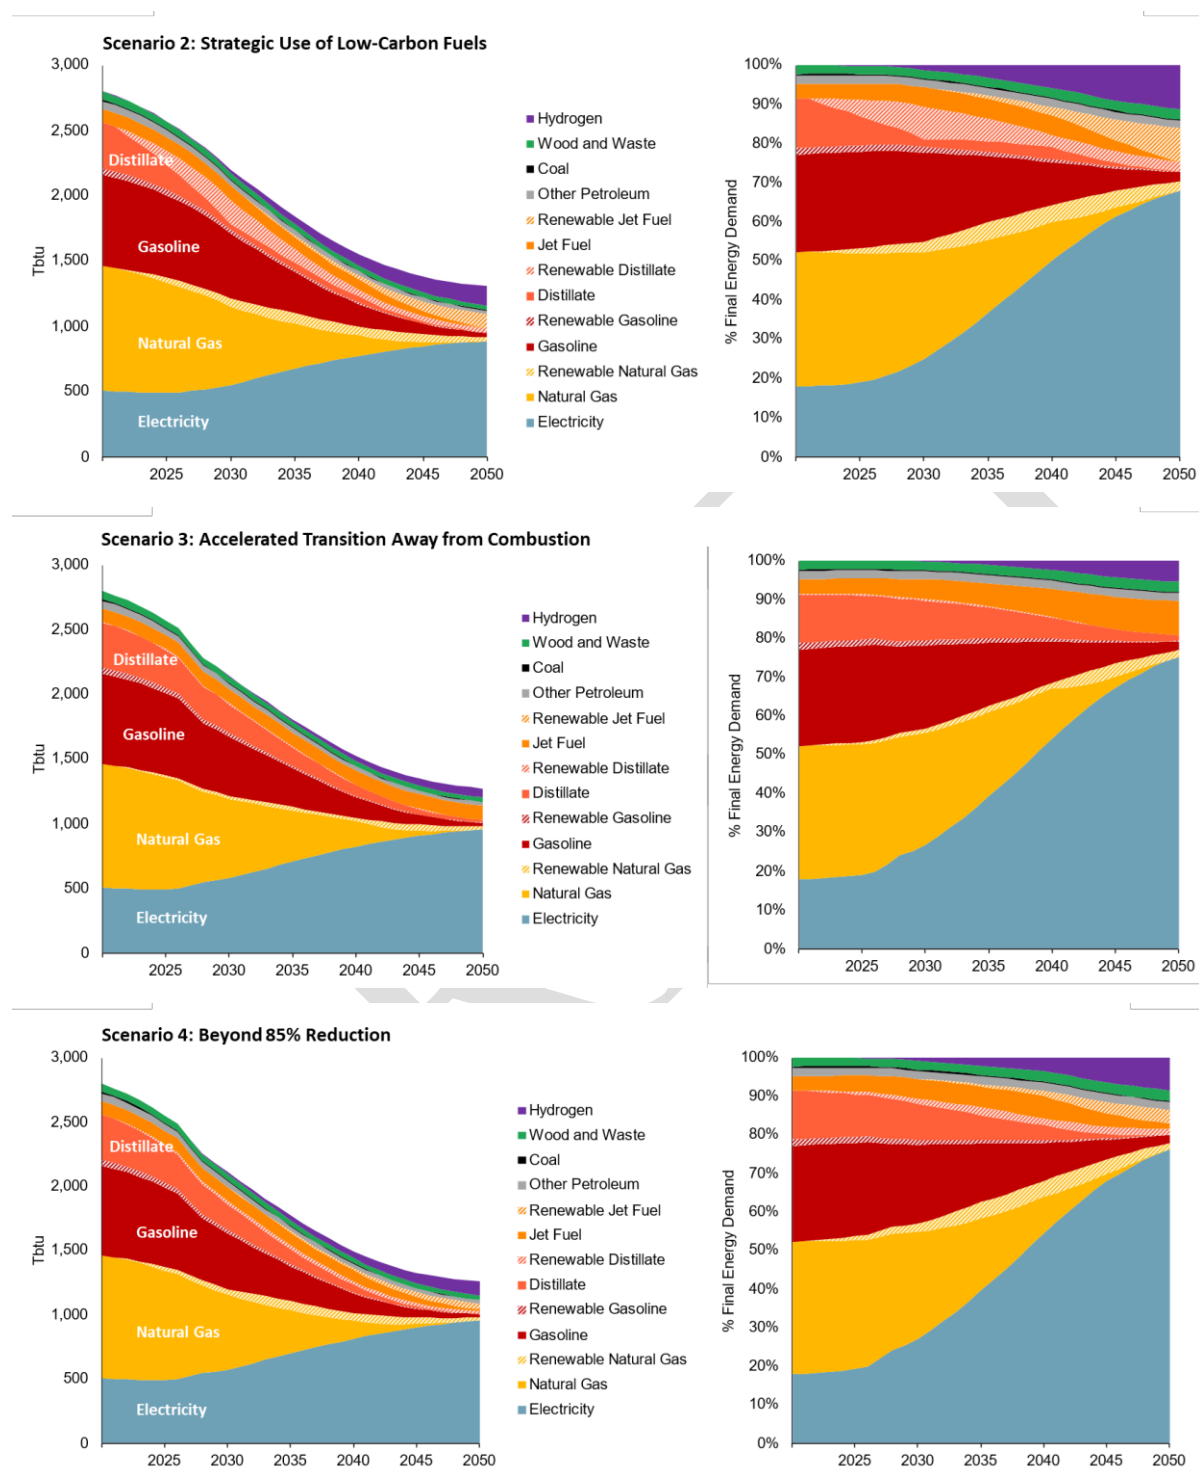 Scenario 2: Strategic Use of Low-Carbon Fuels
3,000
2,500
2,000
1,500
1,000
500
0
Tbtu
Distillate
Gasoline
Natural Gas
Electricity
2025 2030 2035 2040 2045 2050
Hydrogen
Wood and Waste
Coal
Other Petroleum
Renewable Jet Fuel
Jet Fuel
Renewable Distillate
Distillate
Renewable Gasoline
Gasoline
Renewable Natural Gas
Natural Gas
Electricity
100%
90%
80%
70%
60%
50%
40%
30%
20%
10%
0%
% Final Energy Demand
2025 2030 2035 2040 2045 2050
Scenario 3: Accelerated Transition Away from Combustion
3,000
2,500
2,000
1,500
1,000
500
0
Tbtu
Distillate
Gasoline
Natural Gas
Electricity
2025 2030 2035 2040 2045 2050
Hydrogen
Wood and Waste
Coal
Other Petroleum
Renewable Jet Fuel
Jet Fuel
Renewable Distillate
Distillate
Renewable Gasoline
Gasoline
Renewable Natural Gas
Natural Gas
Electricity
100%
90%
80%
70%
60%
50%
40%
30%
20%
10%
0%
% Final Energy Demand
2025 2030 2035 2040 2045 2050
Scenario 4: Beyond 85% Reduction
3,000
2,500
2,000
1,500
1,000
500
0
Tbtu
Distillate
Gasoline
Natural Gas
Electricity
2025 2030 2035 2040 2045 2050
Hydrogen
Wood and Waste
Coal
Other Petroleum
Renewable Jet Fuel
Jet Fuel
Renewable Distillate
Distillate
Renewable Gasoline
Gasoline
Renewable Natural Gas
Natural Gas
Electricity
100%
90%
80%
70%
60%
50%
40%
30%
20%
10%
0%
% Final Energy Demand
2025 2030 2035 2040 2045 2050